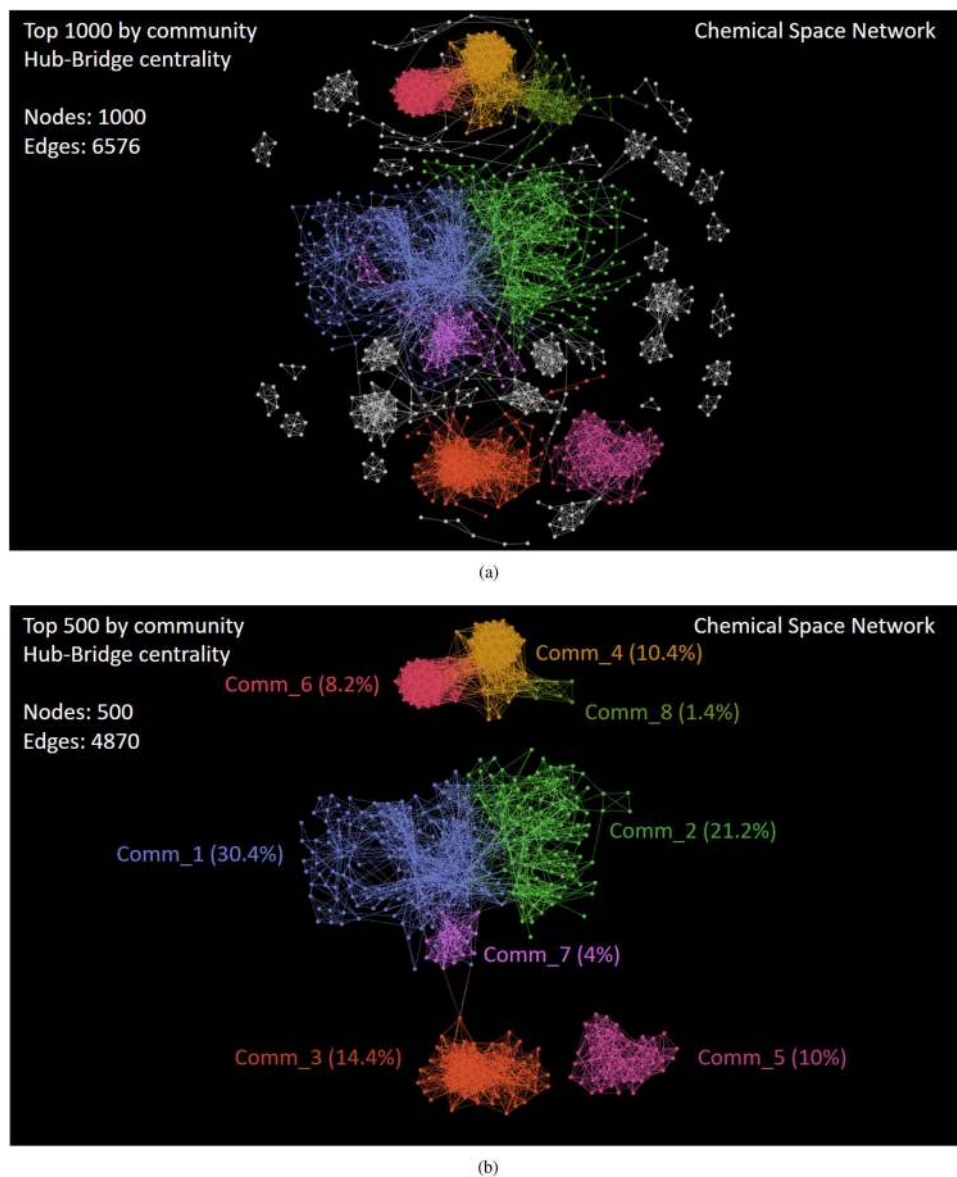 Top 1000 by community
Hub-Bridge centrality
Chemical Space Network
Nodes: 1000
Edges: 6576
(a)
Top 500 by community
Hub-Bridge centrality
Chemical Space Network
Nodes: 500
Edges: 4870
Comm_4 (10.4%)
Comm_6 (8.2%)
Comm_8 (1.4%)
Comm_2 (21.2%)
Comm_1 (30.4%)
Comm_7 (4%)
Comm_3 (14.4%)
Comm_5 (10%)
(b)